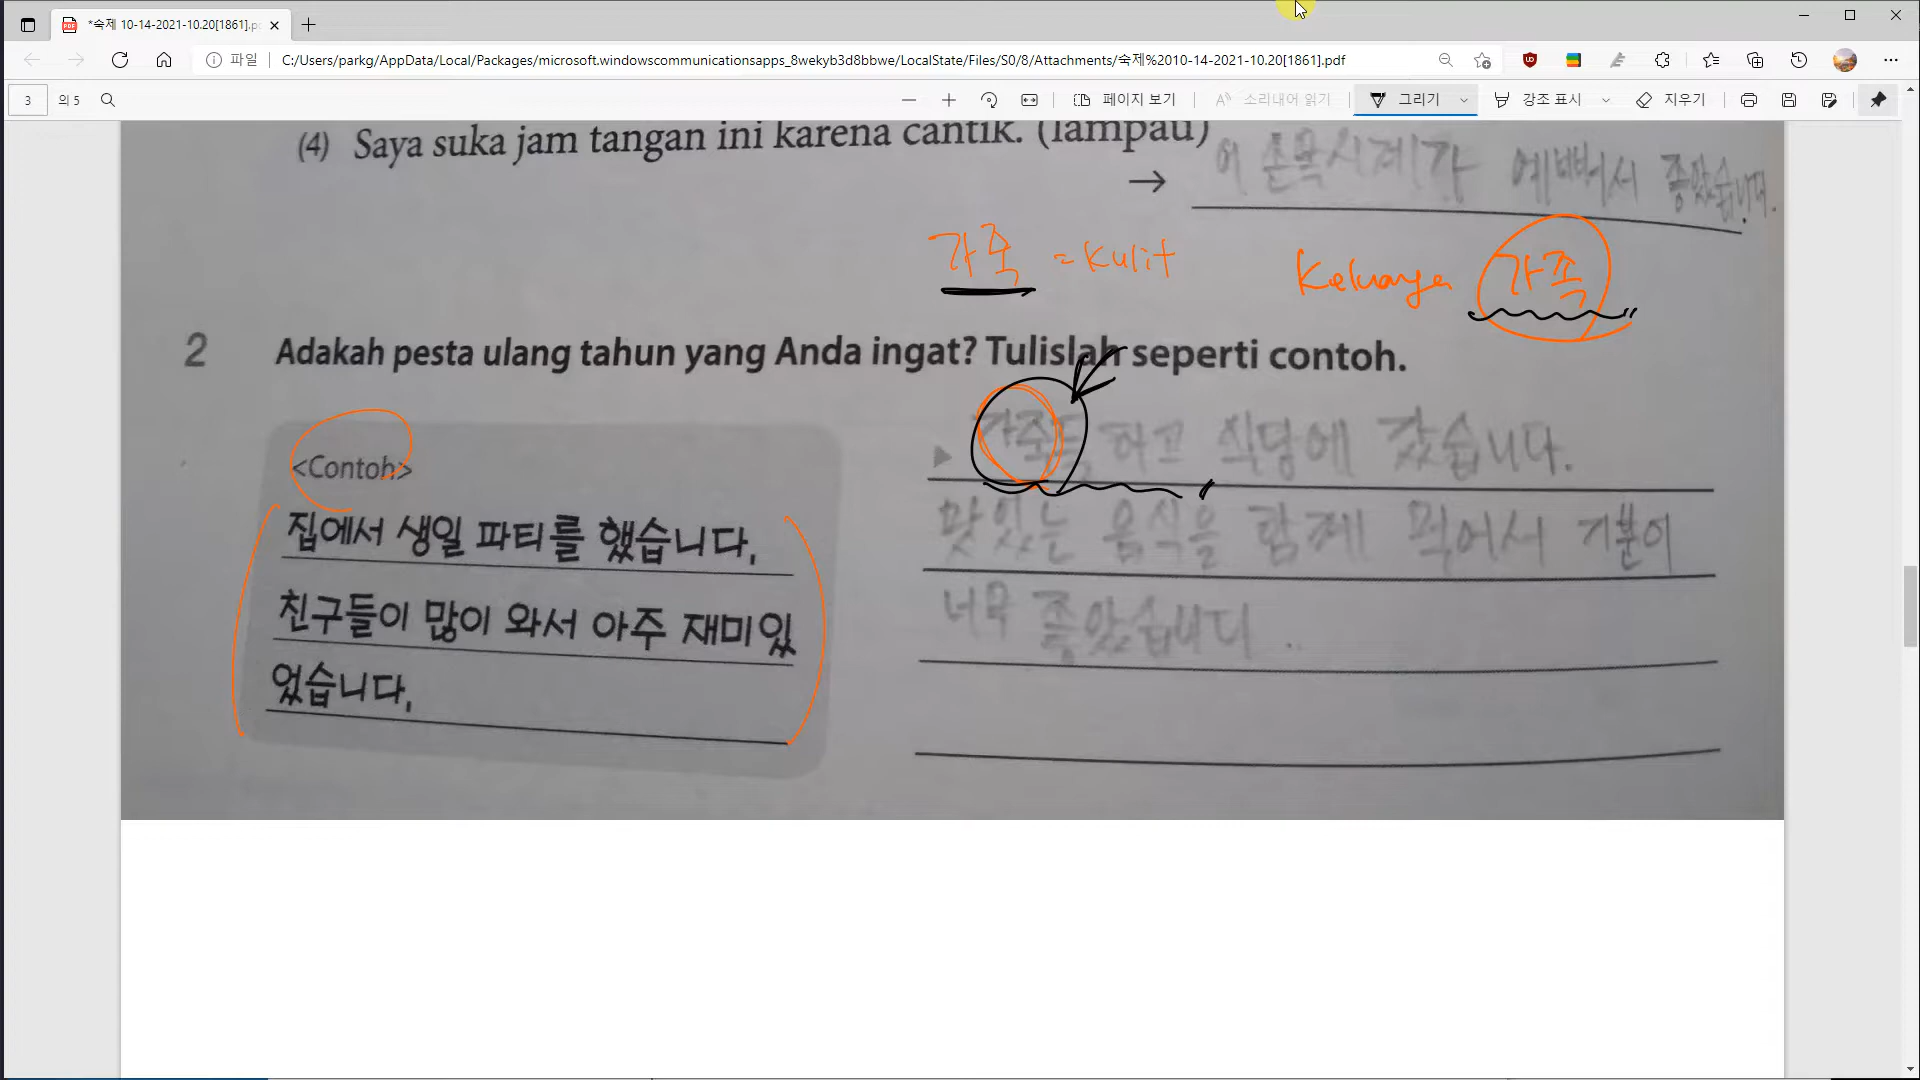 *숙제 10-14-2021-10.20[1861].p
파일 C:/Users/parkg/AppData/Local/Packages/microsoft.windowscommunicationsapps_8wekyb3d8bbwe/LocalState/Files/S0/8/Attachments/숙제%2010-14-2021-10.20[1861].pdf
3 의 5 페이지 보기 소리내어 읽기 그리기 강조 표시 지우기
(4) Saya suka jam tangan ini karena cantik. (lampau)
→ 이 손목시계가 예뻐서 좋았습니다.
가죽 = Kulit
Keluarga 가족
2 Adakah pesta ulang tahun yang Anda ingat? Tulislah seperti contoh.
<Contoh>
집에서 생일 파티를 했습니다.
친구들이 많이 와서 아주 재미있
었습니다.
가죽들 하고 식당에 갔습니다.
맛있는 음식을 함께 먹어서 기분이
너무 좋았습니다..